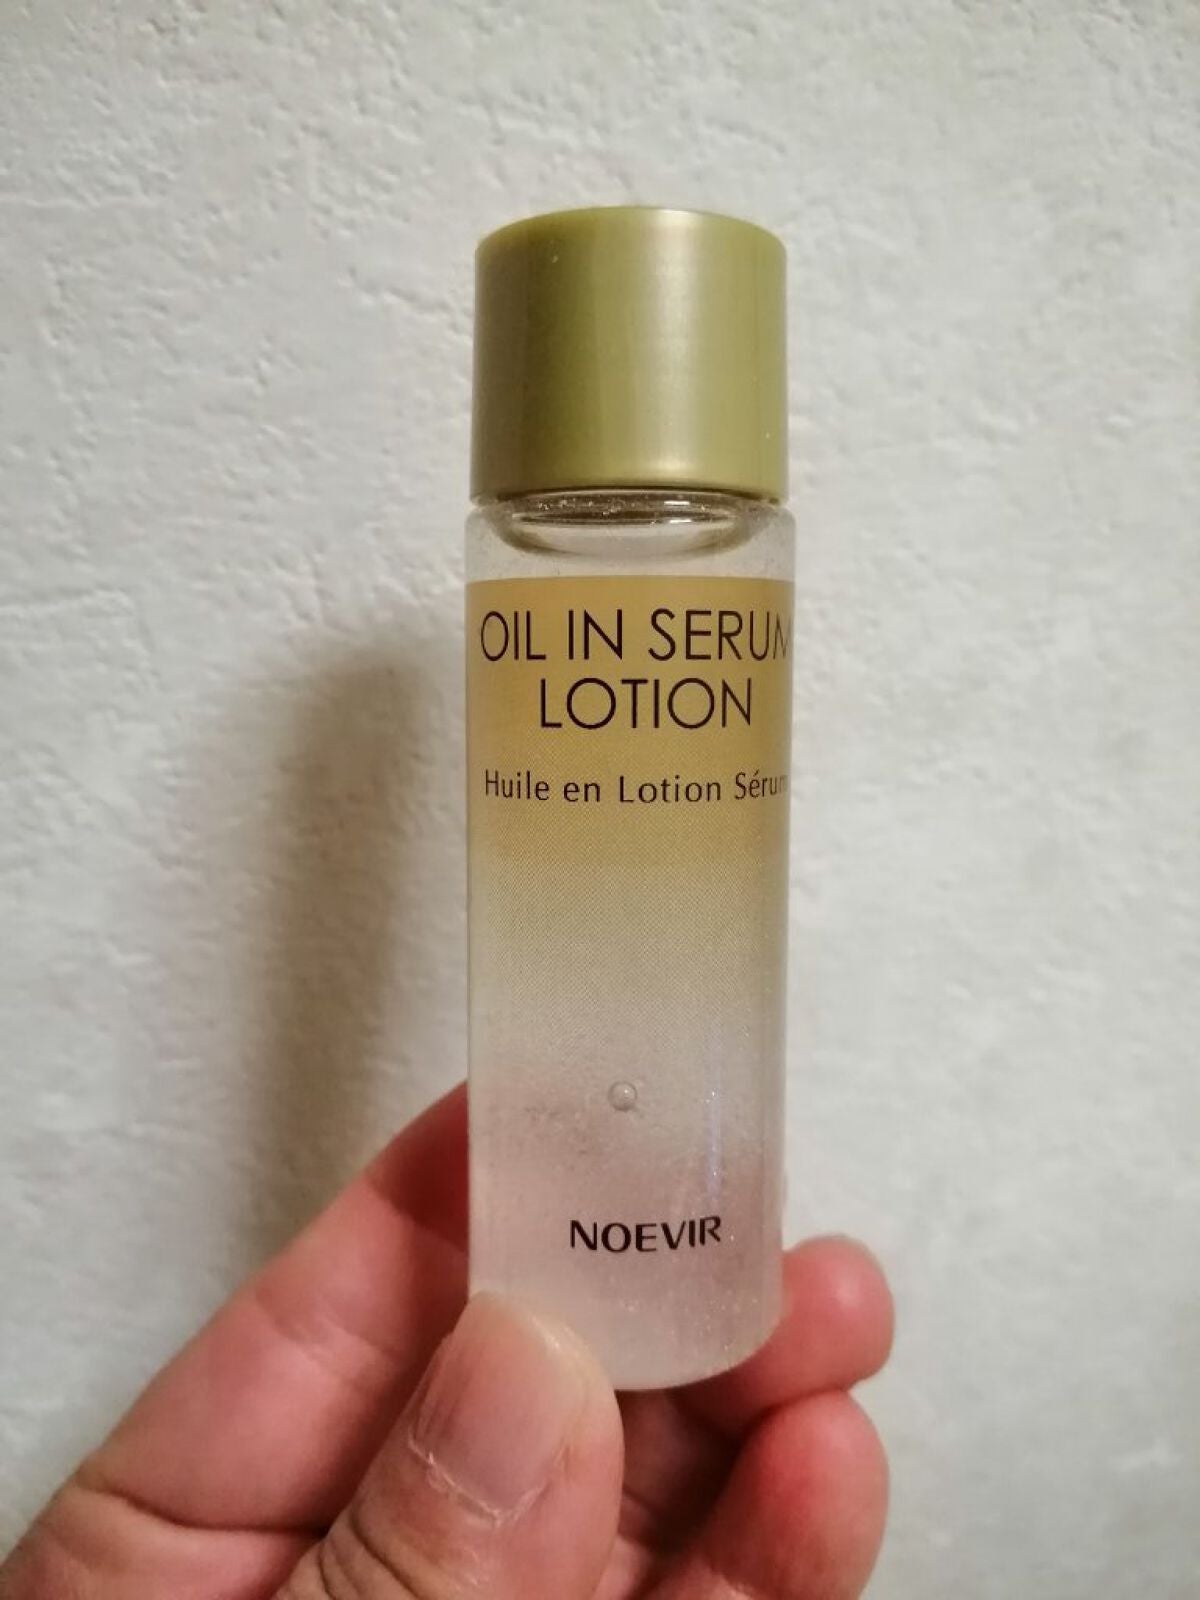 OIL IN SERUM
LOTION
Huile en Lotion Sérum
NOEVIR